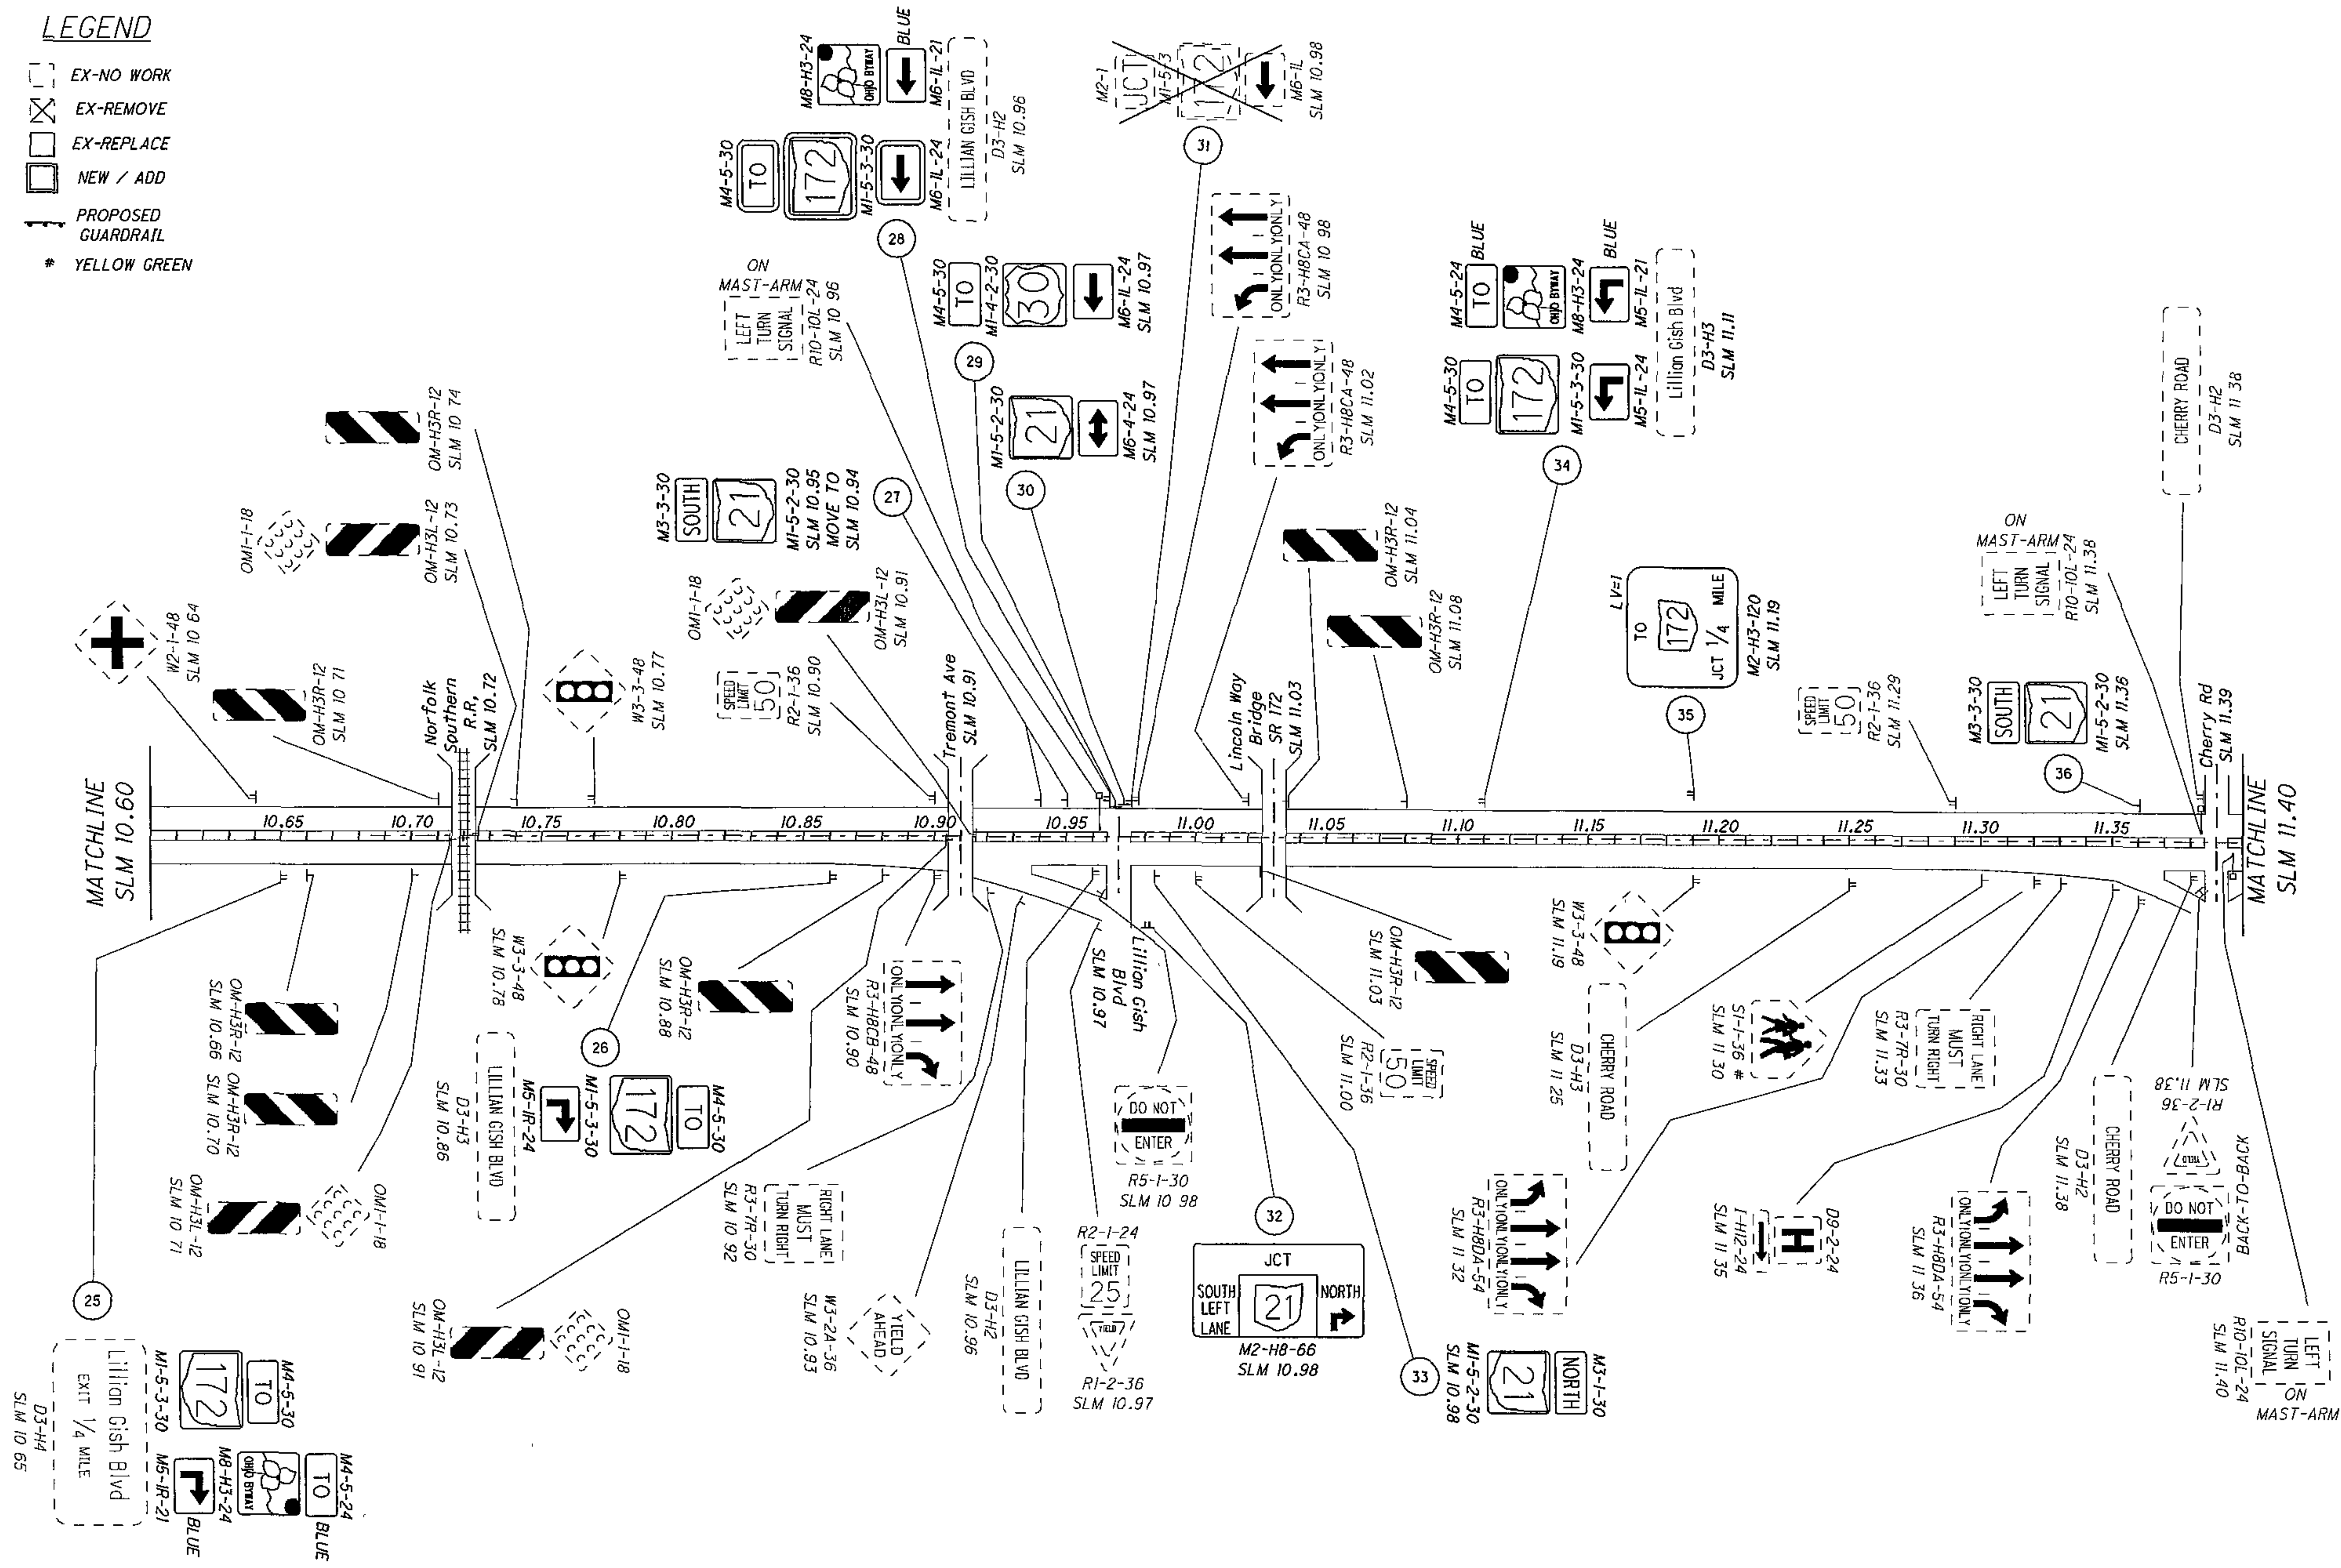 LEGEND
EX-NO WORK
EX-REMOVE
EX-REPLACE
NEW / ADD
PROPOSED
GUARDRAIL
# YELLOW GREEN
M8-H3-24
OHIO BYWAY
BLUE
M6-1L-21
M4-5-30
TO
172
M1-5-3-30
M6-1L-24
LILLIAN GISH BLVD
D3-H2
SLM 10.96
28
M2-1
JCT
M1-5-3
172
M6-1L
SLM 10.98
31
ONLY ONLY ONLY
R3-H8CA-48
SLM 10 98
ON
MAST-ARM
LEFT
TURN
SIGNAL
R10-10L-24
SLM 10 96
M4-5-30
TO
M1-4-2-30
30
M6-1L-24
SLM 10.97
29
M1-5-2-30
21
M6-4-24
SLM 10.97
30
ONLY ONLY ONLY
R3-H8CA-48
SLM 11.02
M4-5-24
TO
BLUE
OHIO BYWAY
M8-H3-24
BLUE
M5-1L-21
M4-5-30
TO
172
M1-5-3-30
M5-1L-24
Lillian Gish Blvd
D3-H3
SLM 11.11
34
CHERRY ROAD
D3-H2
SLM 11 38
OM-H3R-12
SLM 10 74
OM1-1-18
OM-H3L-12
SLM 10.73
W2-1-48
SLM 10 64
OM-H3R-12
SLM 10 71
Norfolk
Southern
R.R.
SLM 10.72
W3-3-48
SLM 10.77
M3-3-30
SOUTH
21
M1-5-2-30
SLM 10.95
MOVE TO
SLM 10.94
27
OM1-1-18
OM-H3L-12
SLM 10.91
SPEED
LIMIT
50
R2-1-36
SLM 10.90
Tremont Ave
SLM 10.91
OM-H3R-12
SLM 11.04
OM-H3R-12
SLM 11.08
Lincoln Way
Bridge
SR 172
SLM 11.03
LV=1
TO
172
JCT 1/4 MILE
M2-H3-120
SLM 11.19
35
SPEED
LIMIT
50
R2-1-36
SLM 11.29
ON
MAST-ARM
LEFT
TURN
SIGNAL
R10-10L-24
SLM 11.38
M3-3-30
SOUTH
21
M1-5-2-30
SLM 11.36
36
Cherry Rd
SLM 11.39
MATCHLINE
SLM 10.60
10.65 10.70 10.75 10.80 10.85 10.90 10.95 11.00 11.05 11.10 11.15 11.20 11.25 11.30 11.35
MATCHLINE
SLM 11.40
25
Lillian Gish Blvd
EXIT 1/4 MILE
D3-H4
SLM 10 65
M4-5-30
TO
172
M1-5-3-30
M4-5-24
TO
BLUE
OHIO BYWAY
M8-H3-24
M5-1R-21
BLUE
OM-H3R-12
SLM 10.66
OM-H3R-12
SLM 10.70
OM1-1-18
OM-H3L-12
SLM 10 71
W3-3-48
SLM 10.78
26
M4-5-30
TO
172
M1-5-3-30
M5-1R-24
LILLIAN GISH BLVD
D3-H3
SLM 10.86
OM-H3R-12
SLM 10.88
OM1-1-18
OM-H3L-12
SLM 10 91
ONLY ONLY ONLY
R3-H8CB-48
SLM 10.90
RIGHT LANE
MUST
TURN RIGHT
R3-7R-30
SLM 10 92
YIELD
AHEAD
W3-2A-36
SLM 10.93
LILLIAN GISH BLVD
D3-H2
SLM 10.96
R2-1-24
SPEED
LIMIT
25
YIELD
R1-2-36
SLM 10.97
Lillian Gish
Blvd
SLM 10.97
DO NOT
ENTER
R5-1-30
SLM 10 98
32
JCT
SOUTH
LEFT
LANE
21
NORTH
M2-H8-66
SLM 10.98
33
M3-1-30
NORTH
21
M1-5-2-30
SLM 10.98
SPEED
LIMIT
50
R2-1-36
SLM 11.00
OM-H3R-12
SLM 11.03
W3-3-48
SLM 11.19
CHERRY ROAD
D3-H3
SLM 11 25
S1-1-36 #
SLM 11 30
ONLY ONLY ONLY ONLY
R3-H8DA-54
SLM 11 32
RIGHT LANE
MUST
TURN RIGHT
R3-7R-30
SLM 11.33
D9-2-24
H
I-H12-24
SLM 11 35
ONLY ONLY ONLY ONLY
R3-H8DA-54
SLM 11 36
CHERRY ROAD
D3-H2
SLM 11.38
R1-2-36
SLM 11.38
YIELD
DO NOT
ENTER
R5-1-30
BACK-TO-BACK
LEFT
TURN
SIGNAL
R10-10L-24
SLM 11.40
ON
MAST-ARM